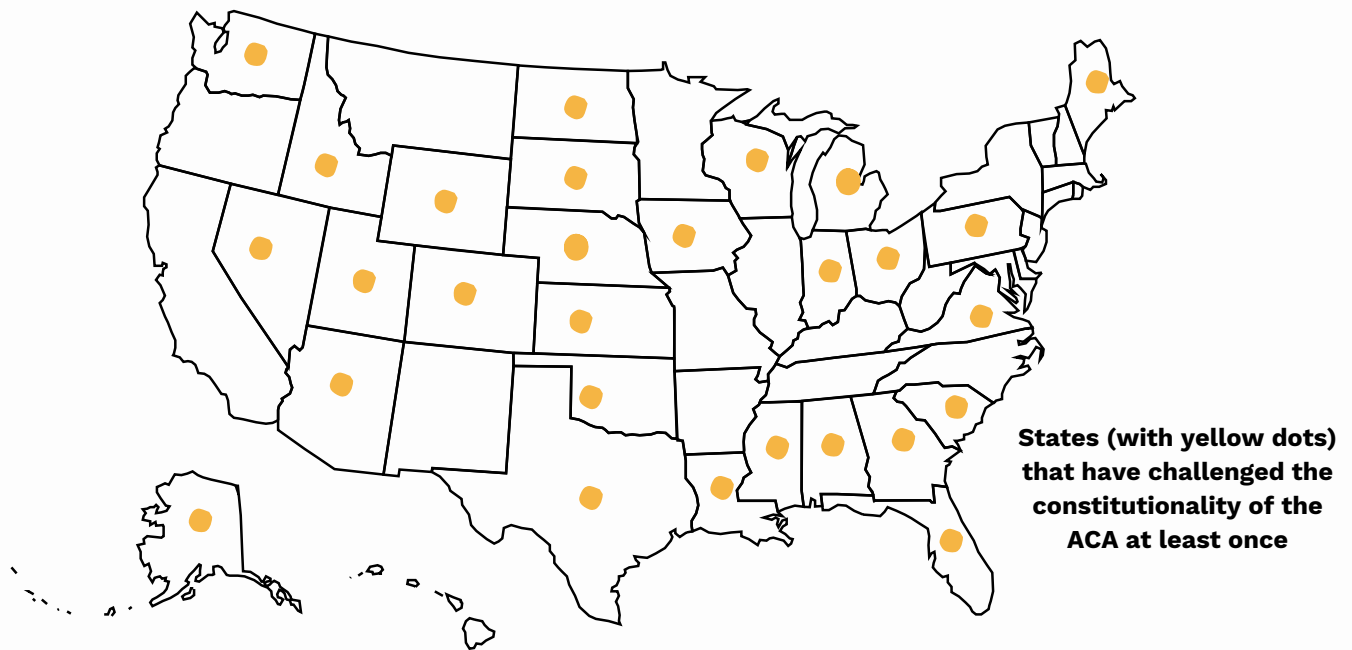 States (with yellow dots)
that have challenged the
constitutionality of the
ACA at least once